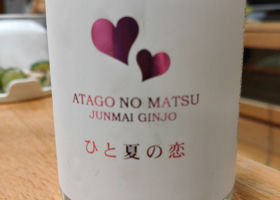 ATAGO NO MATSU
JUNMAI GINJO
ひと夏の恋